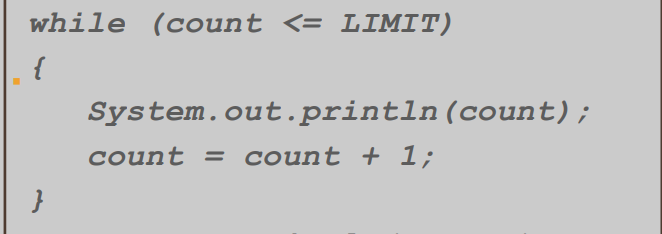 while (count <= LIMIT)
{
System.out.println(count);
count = count + 1;
}